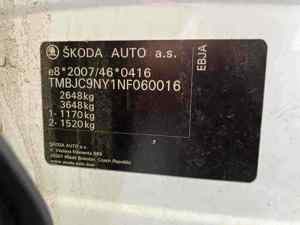 ŠKODA AUTO a.s.
EBJA
e8*2007/46*0416
TMBJC9NY1NF060016
2648kg
3648kg
1- 1170kg
2- 1520kg
ŠKODA AUTO a.s.
Czech Republic